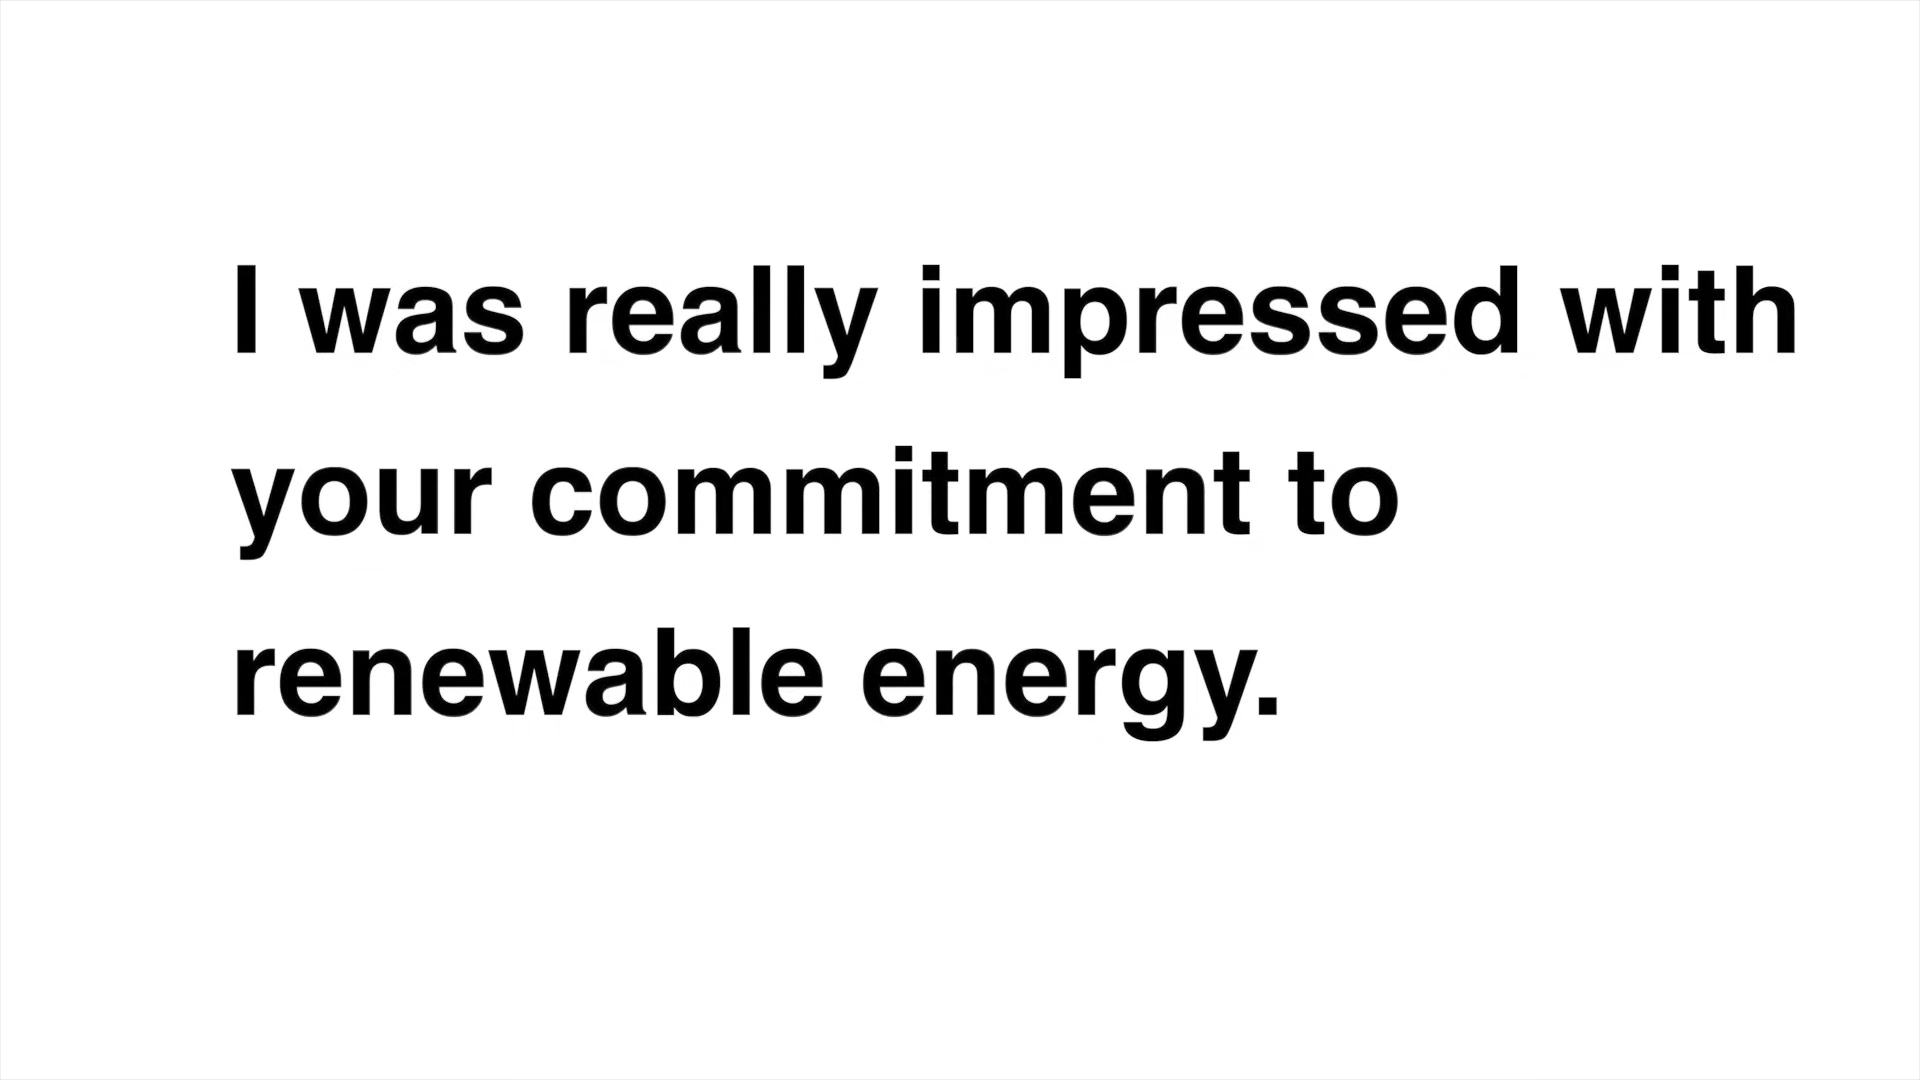 I was really impressed with
your commitment to
renewable energy.